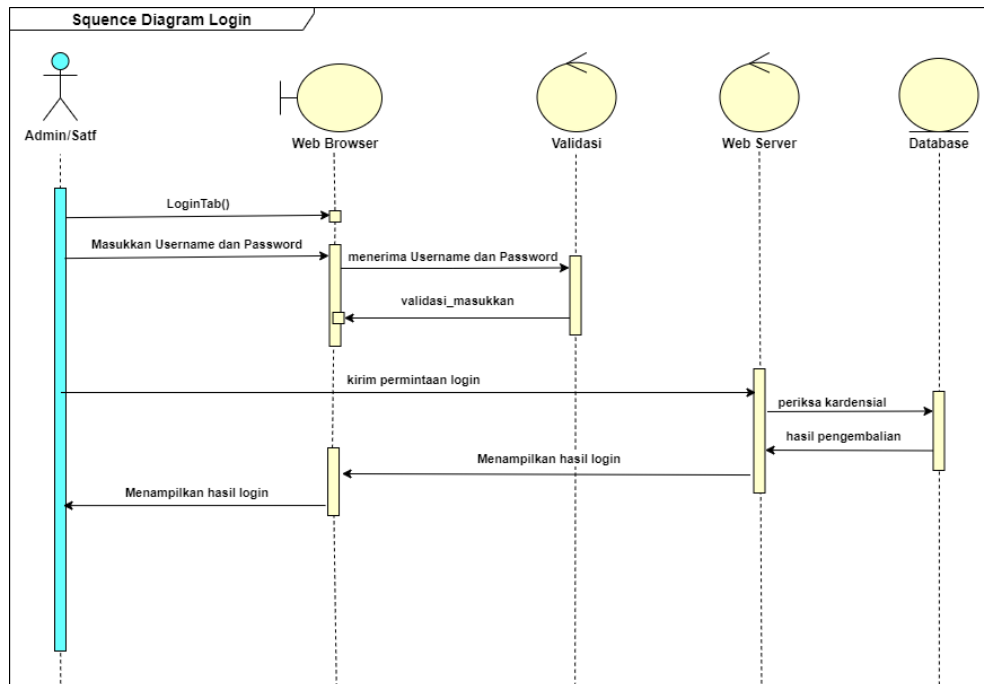 Squence Diagram Login
Admin/Satf
Web Browser
Validasi
Web Server
Database
LoginTab()
Masukkan Username dan Password
menerima Username dan Password
validasi_masukkan
kirim permintaan login
periksa kardensial
hasil pengembalian
Menampilkan hasil login
Menampilkan hasil login